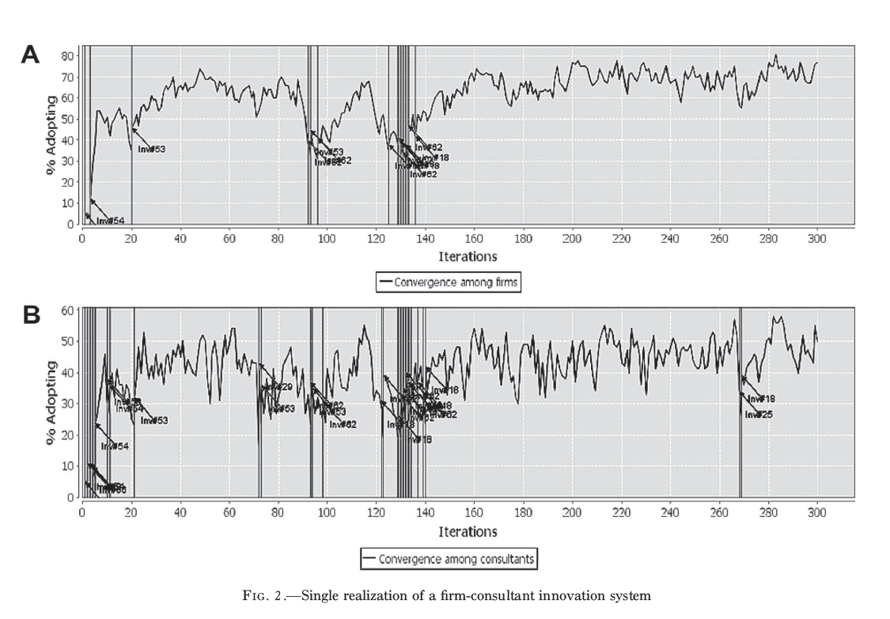 A
% Adopting
80
70
60
50
40
30
20
10
0
Inv#53
Inv#54
Inv#53
Inv#62
Inv#18
Inv#62
0 20 40 60 80 100 120 140 160 180 200 220 240 260 280 300
Iterations
Convergence among firms
B
% Adopting
60
50
40
30
20
10
0
Inv#54
Inv#53
Inv#29
Inv#53
Inv#62
Inv#18
Inv#62
Inv#18
Inv#18
Inv#25
0 20 40 60 80 100 120 140 160 180 200 220 240 260 280 300
Iterations
Convergence among consultants
FIG. 2.—Single realization of a firm-consultant innovation system